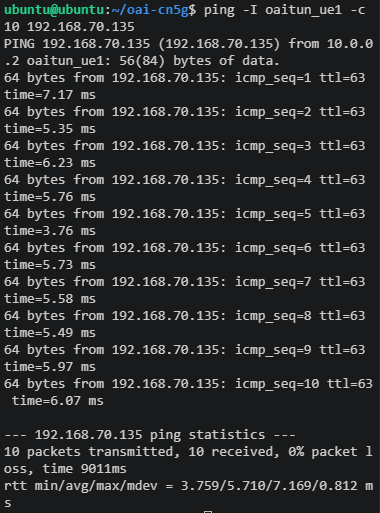 ubuntu@ubuntu:~/oai-cn5g$ ping -I oaitun_ue1 -c
10 192.168.70.135
PING 192.168.70.135 (192.168.70.135) from 10.0.0
.2 oaitun_ue1: 56(84) bytes of data.
64 bytes from 192.168.70.135: icmp_seq=1 ttl=63
time=7.17 ms
64 bytes from 192.168.70.135: icmp_seq=2 ttl=63
time=5.35 ms
64 bytes from 192.168.70.135: icmp_seq=3 ttl=63
time=6.23 ms
64 bytes from 192.168.70.135: icmp_seq=4 ttl=63
time=5.76 ms
64 bytes from 192.168.70.135: icmp_seq=5 ttl=63
time=3.76 ms
64 bytes from 192.168.70.135: icmp_seq=6 ttl=63
time=5.73 ms
64 bytes from 192.168.70.135: icmp_seq=7 ttl=63
time=5.58 ms
64 bytes from 192.168.70.135: icmp_seq=8 ttl=63
time=5.49 ms
64 bytes from 192.168.70.135: icmp_seq=9 ttl=63
time=5.97 ms
64 bytes from 192.168.70.135: icmp_seq=10 ttl=63
 time=6.07 ms

--- 192.168.70.135 ping statistics ---
10 packets transmitted, 10 received, 0% packet l
oss, time 9011ms
rtt min/avg/max/mdev = 3.759/5.710/7.169/0.812 m
s